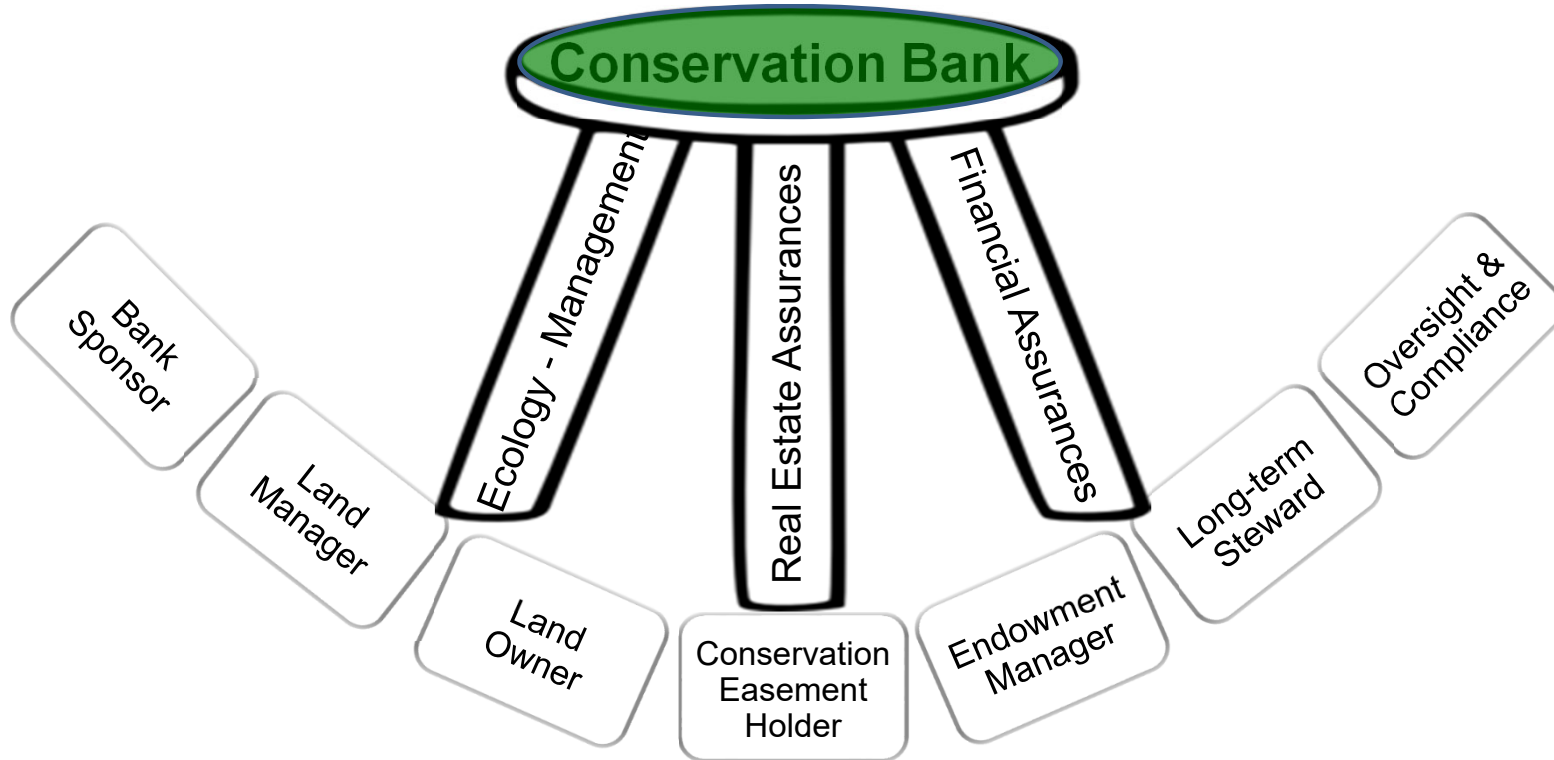 Conservation Bank
Ecology - Management
Real Estate Assurances
Financial Assurances
Bank
Sponsor
Land
Manager
Land
Owner
Conservation
Easement
Holder
Endowment
Manager
Long-term
Steward
Oversight &
Compliance